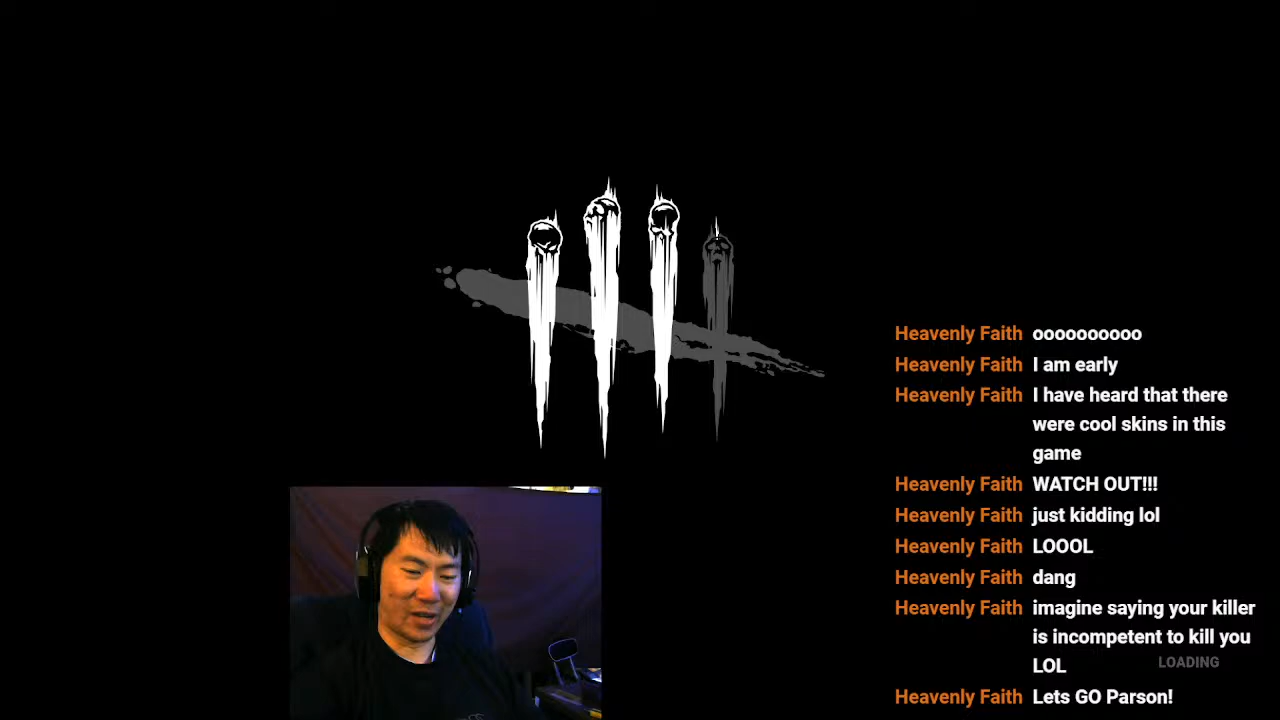 Heavenly Faith oooooooooo
Heavenly Faith I am early
Heavenly Faith I have heard that there
were cool skins in this
game
Heavenly Faith WATCH OUT!!!
Heavenly Faith just kidding lol
Heavenly Faith LOOOL
Heavenly Faith dang
Heavenly Faith imagine saying your killer
is incompetent to kill you
LOL
LOADING
Heavenly Faith Lets GO Parson!